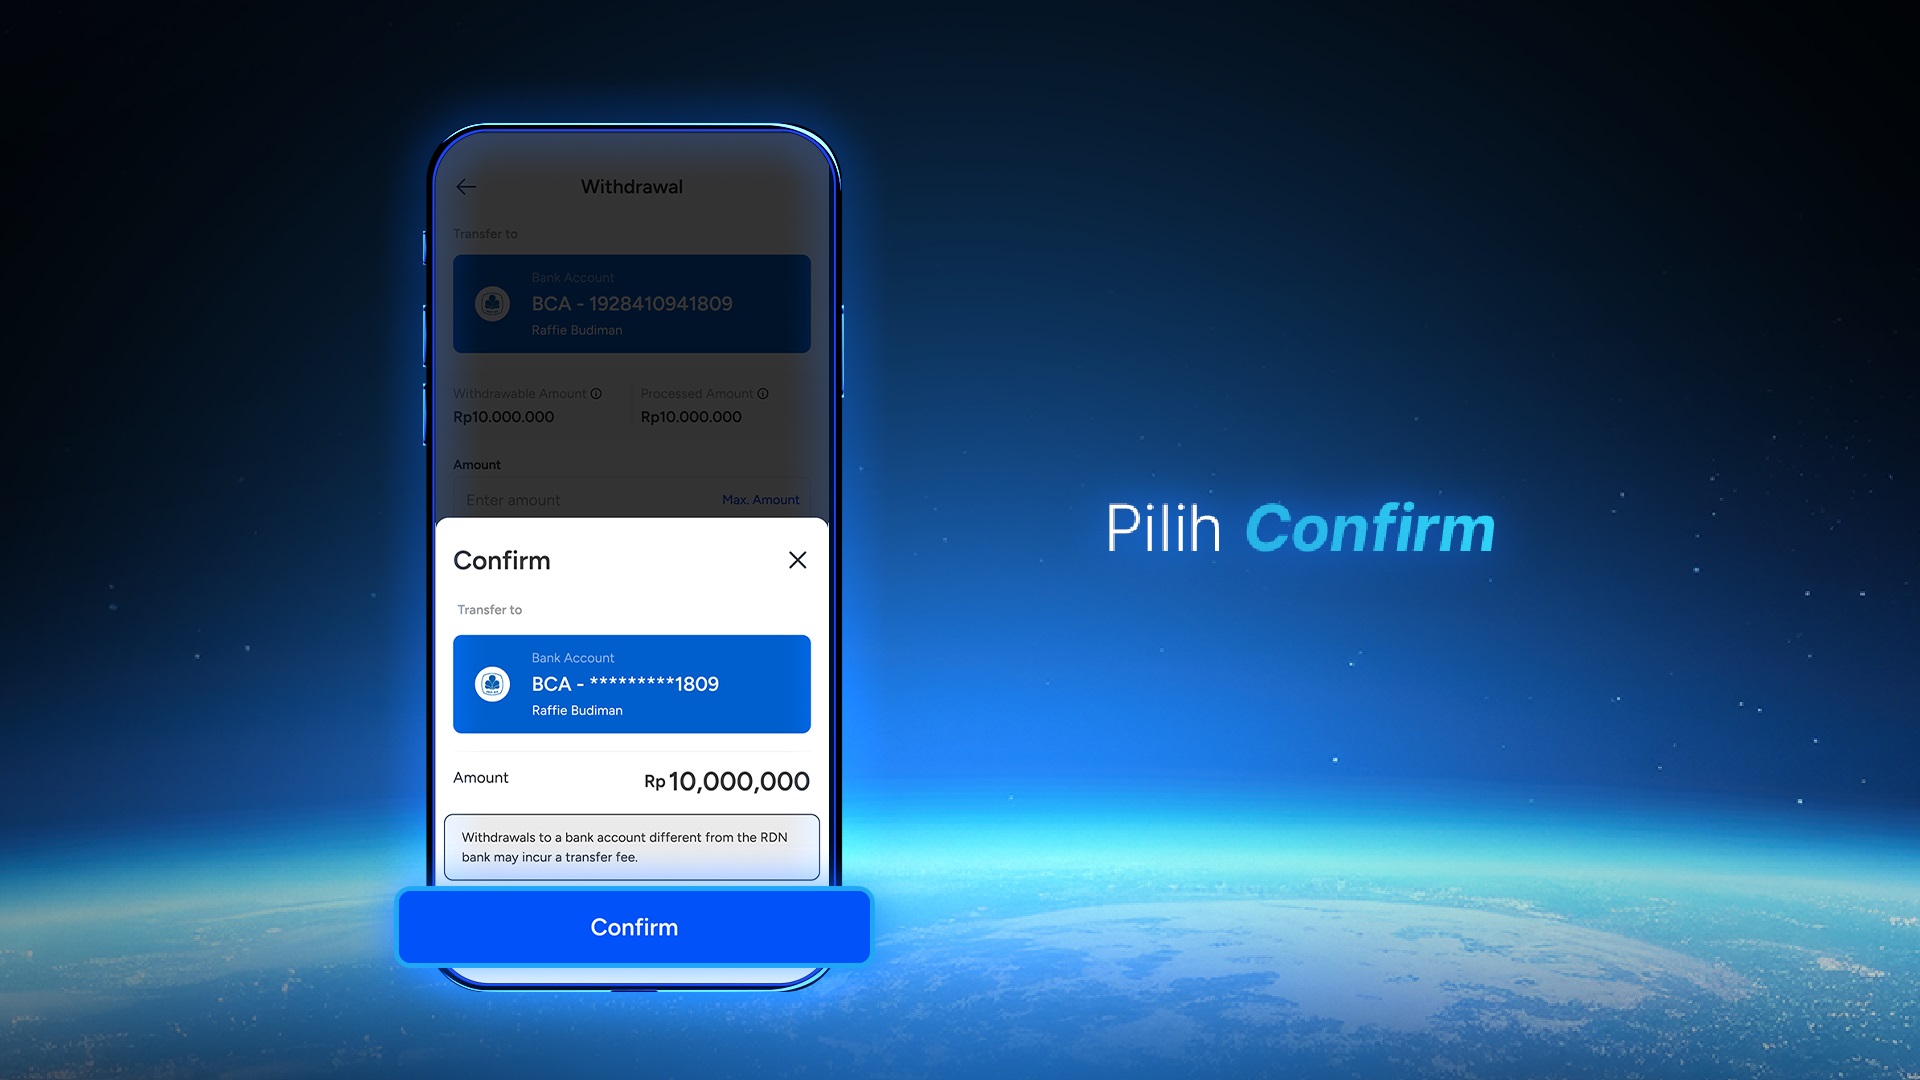 Withdrawal
Transfer to
Bank Account
BCA - 1928410941809
Raffie Budiman
Withdrawable Amount
Processed Amount
Rp10.000.000
Rp10.000.000
Amount
Enter amount
Max. Amount
Confirm
Transfer to
Bank Account
BCA - *********1809
Raffie Budiman
Amount
Rp 10,000,000
Withdrawals to a bank account different from the RDN
bank may incur a transfer fee.
Confirm
Pilih Confirm